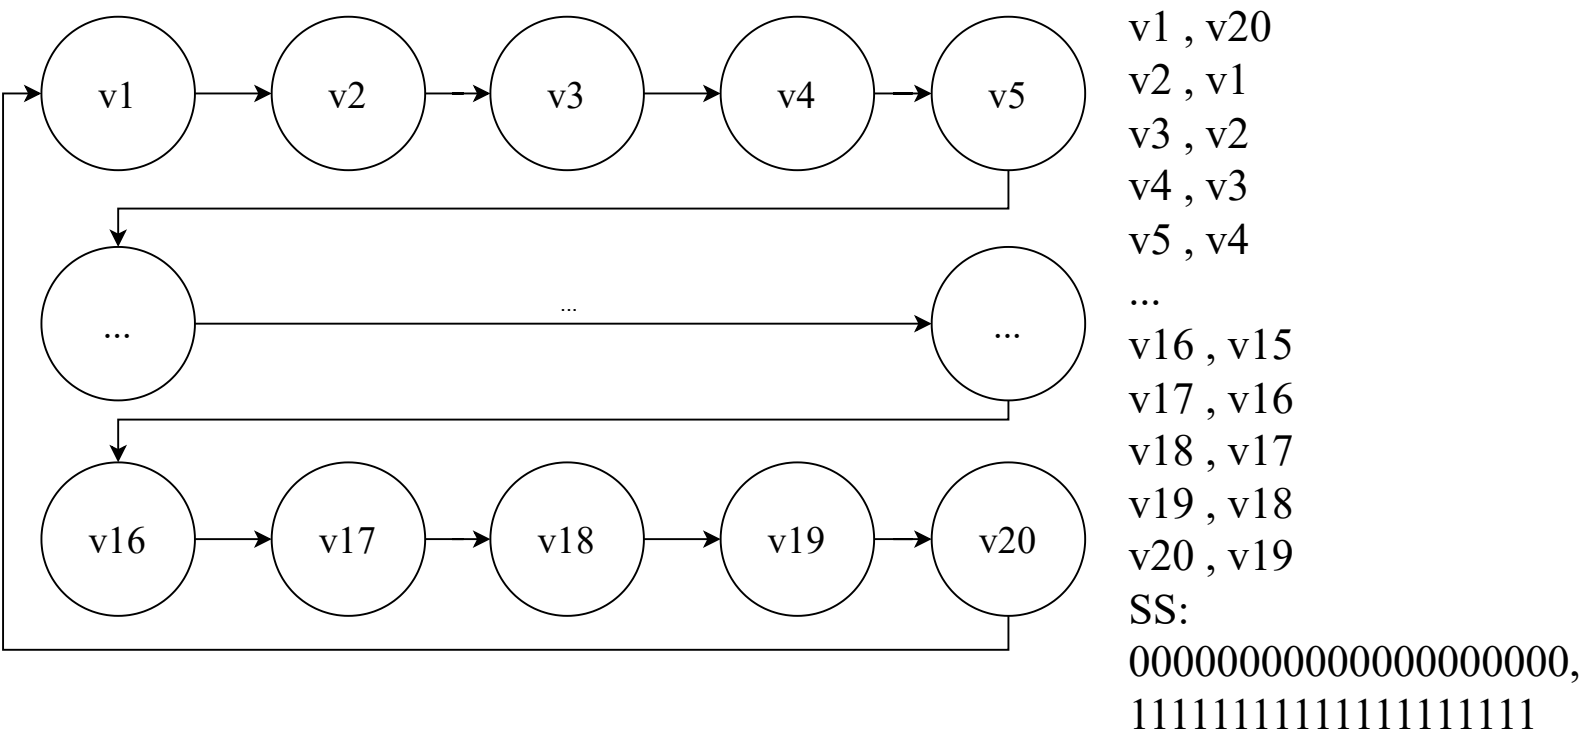 v1 v2 v3 v4 v5
...
... ...
v16 v17 v18 v19 v20
v1 , v20
v2 , v1
v3 , v2
v4 , v3
v5 , v4
...
v16 , v15
v17 , v16
v18 , v17
v19 , v18
v20 , v19
SS:
00000000000000000000,
11111111111111111111